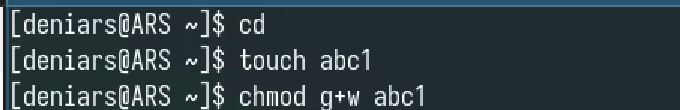 [deniars@ARS ~]$ cd
[deniars@ARS ~]$ touch abc1
[deniars@ARS ~]$ chmod g+w abc1